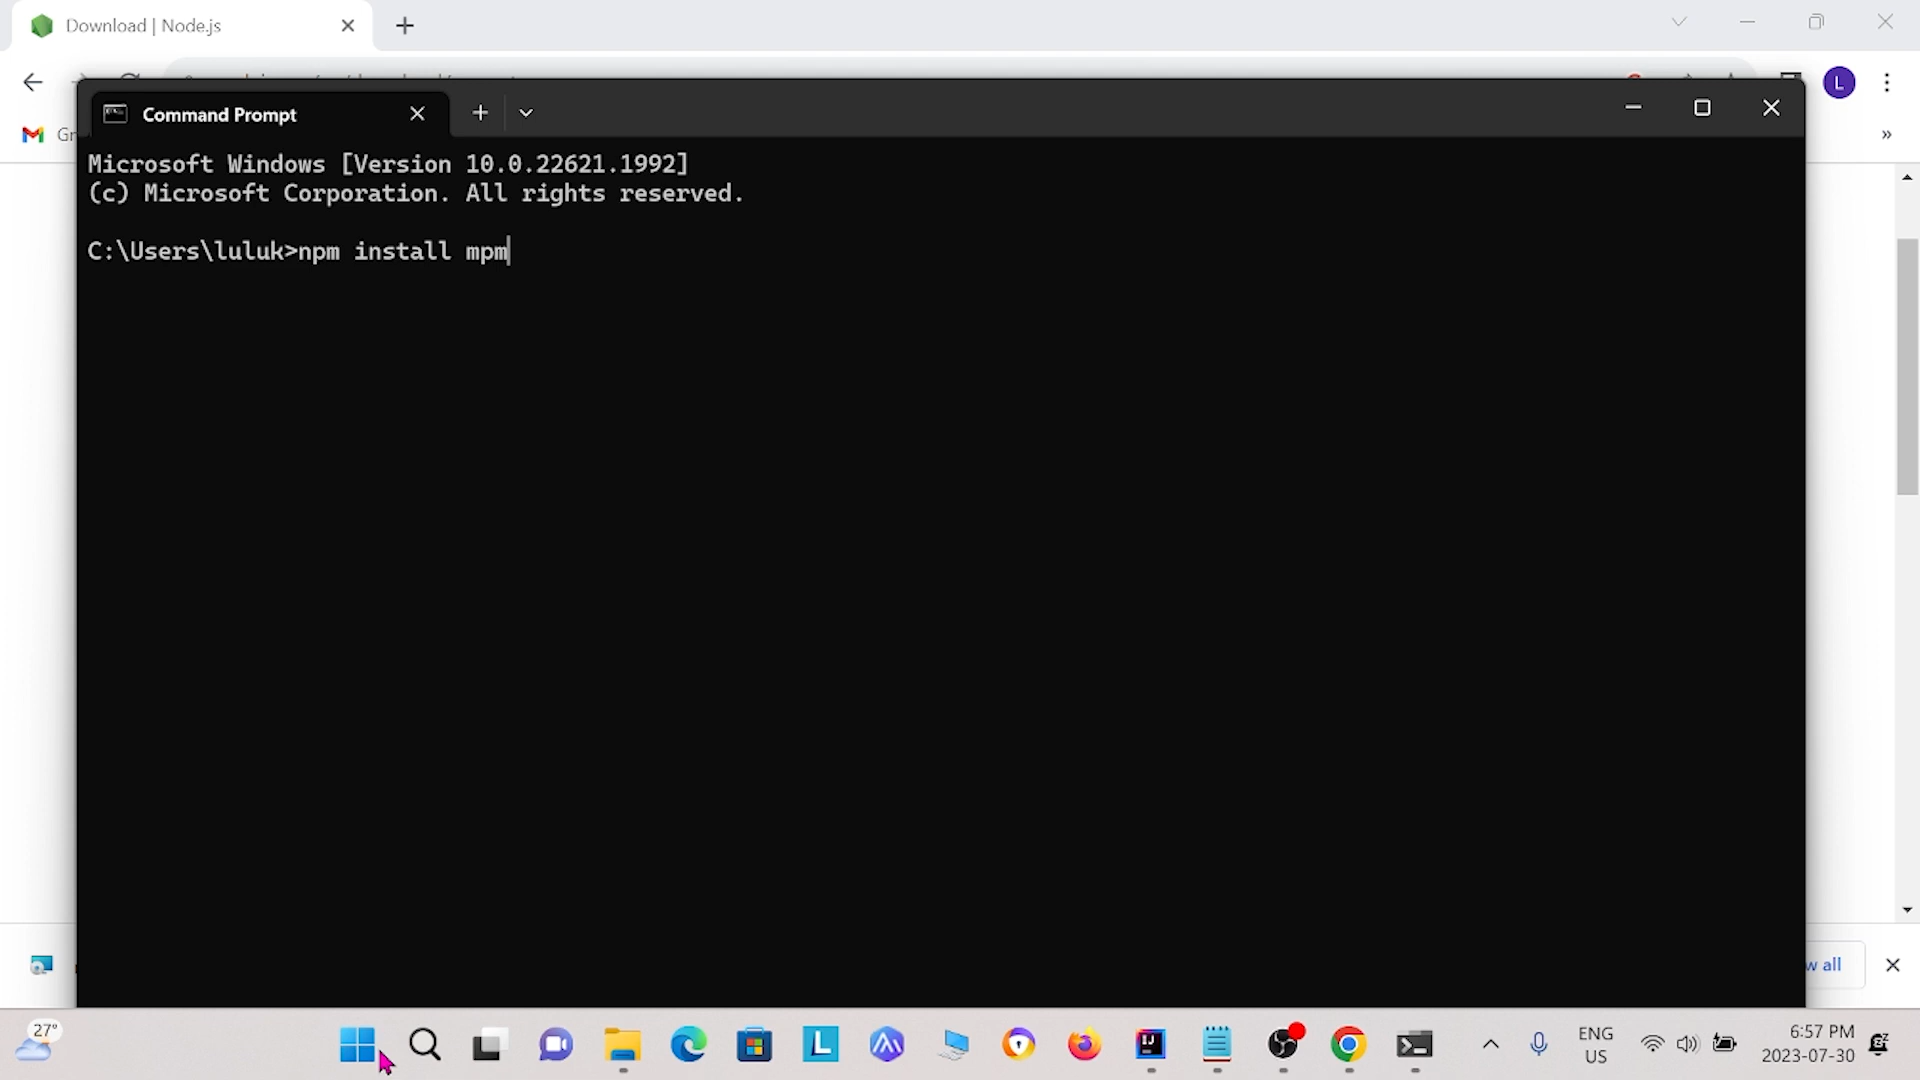 Download | Node.js
L
Command Prompt
Microsoft Windows [Version 10.0.22621.1992]
(c) Microsoft Corporation. All rights reserved.
C:\Users\luluk>npm install mpm
all
27°
ENG
US
6:57 PM
2023-07-30